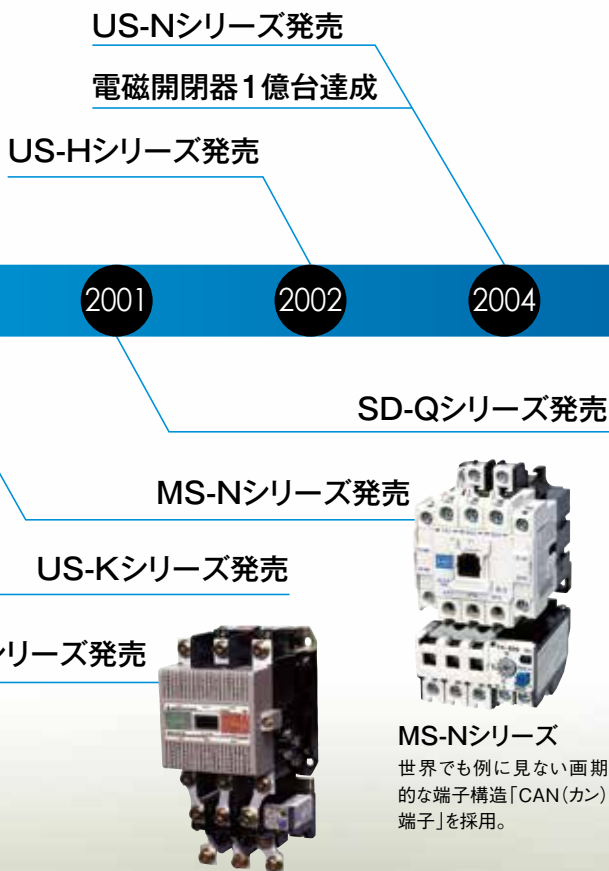 US-Nシリーズ発売
電磁開閉器1億台達成
US-Hシリーズ発売
2001
2002
2004
SD-Qシリーズ発売
MS-Nシリーズ発売
US-Kシリーズ発売
シリーズ発売
MS-Nシリーズ
世界でも例に見ない画期
的な端子構造「CAN(カン)
端子」を採用。